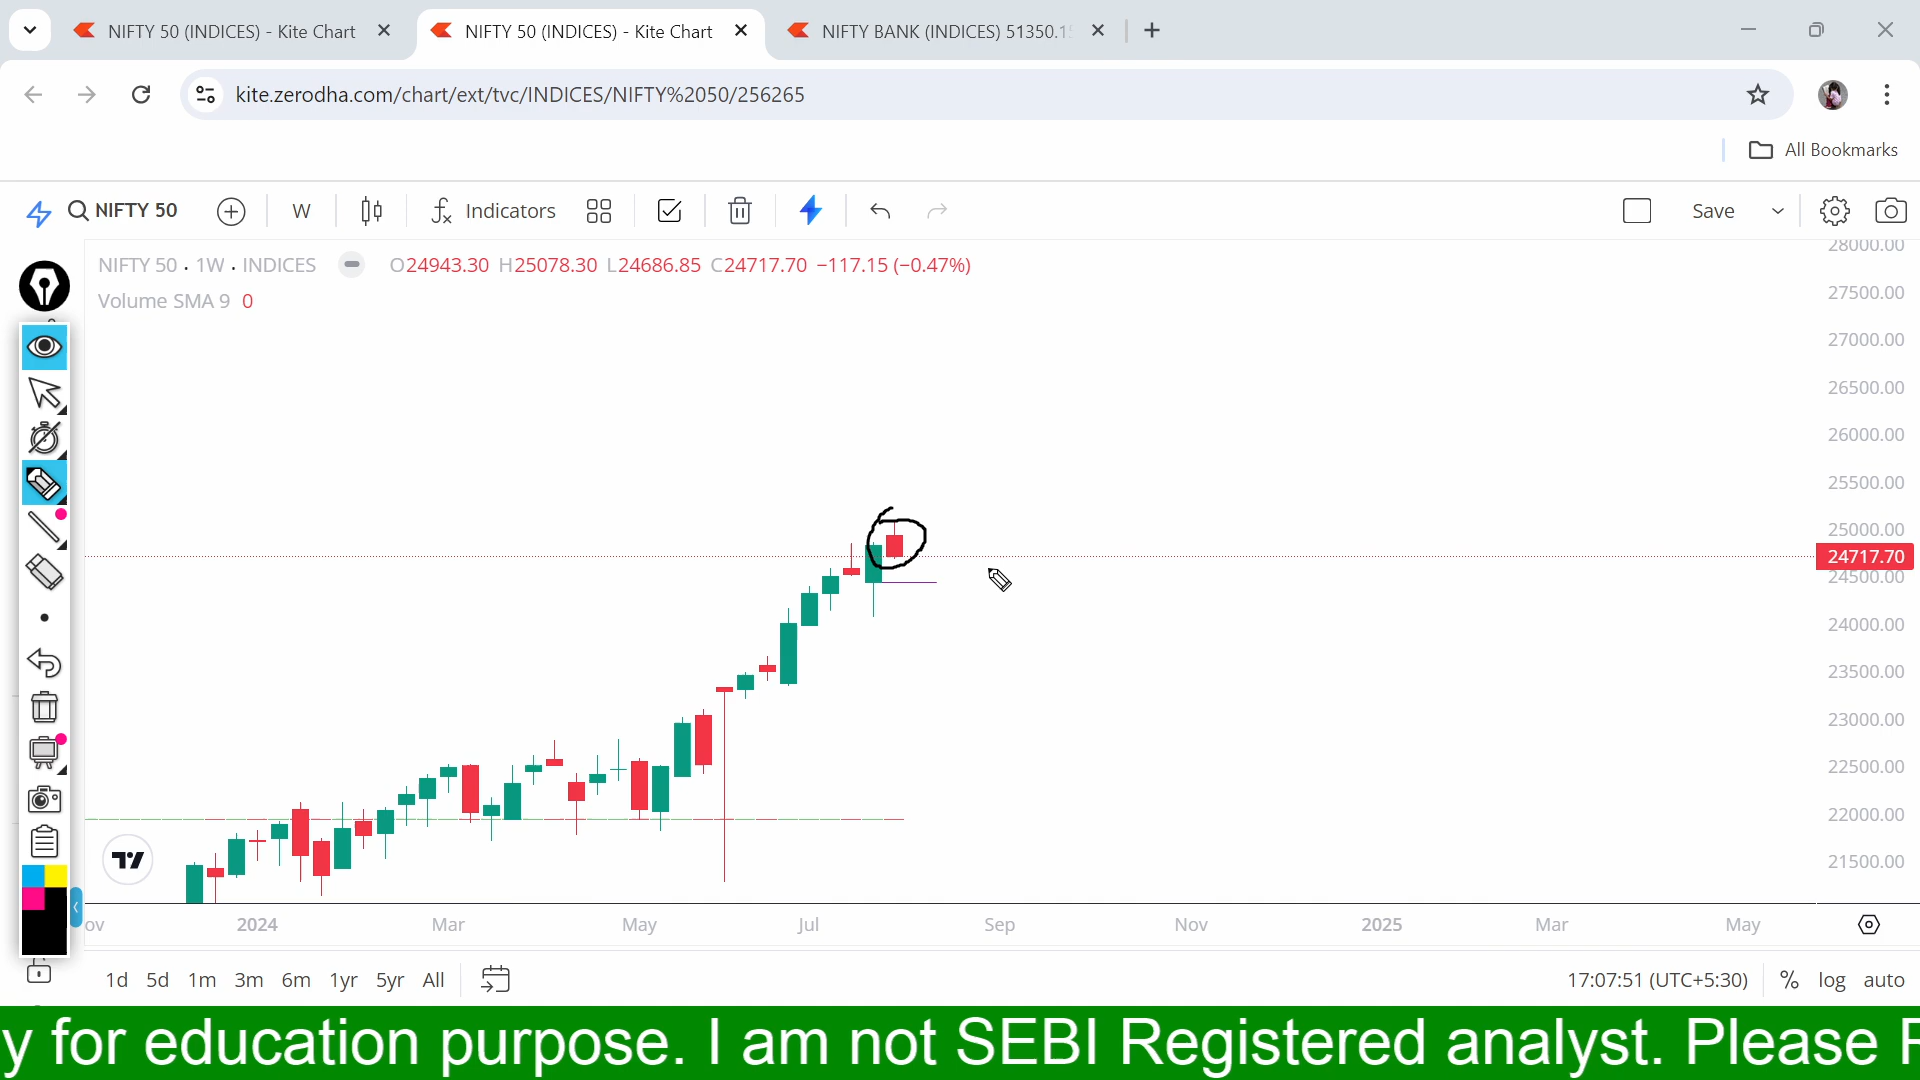 NIFTY 50 (INDICES) - Kite Chart
NIFTY 50 (INDICES) - Kite Chart
NIFTY BANK (INDICES) 51350.1
kite.zerodha.com/chart/ext/tvc/INDICES/NIFTY%2050/256265
All Bookmarks
NIFTY 50
W
Indicators
Save
NIFTY 50 . 1W . INDICES O24943.30 H25078.30 L24686.85 C24717.70 −117.15 (−0.47%)
Volume SMA 9 0
28000.00
27500.00
27000.00
26500.00
26000.00
25500.00
25000.00
24717.70
24500.00
24000.00
23500.00
23000.00
22500.00
22000.00
21500.00
ov 2024 Mar May Jul Sep Nov 2025 Mar May
1d 5d 1m 3m 6m 1yr 5yr All
17:07:51 (UTC+5:30) % log auto
y for education purpose. I am not SEBI Registered analyst. Please